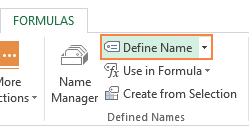 FORMULAS
More
ctions
Name
Manager
Define Name
Use in Formula
Create from Selection
Defined Names